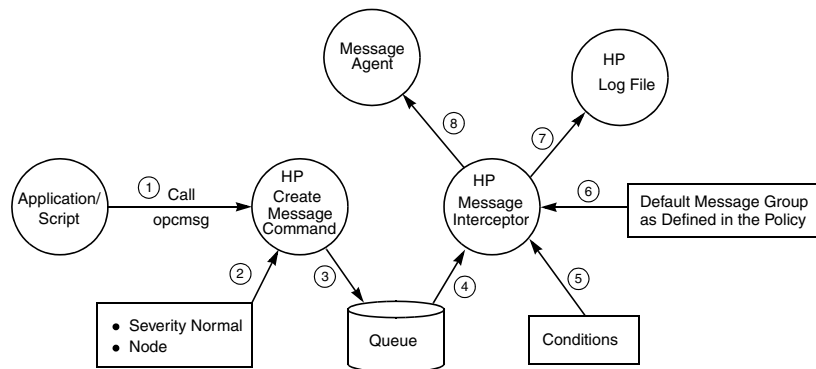 Message
Agent
HP
Log File
8
7
Application/
Script
1
Call
opcmsg
HP
Create
Message
Command
HP
Message
Interceptor
6
Default Message Group
as Defined in the Policy
2
3
4
5
● Severity Normal
● Node
Queue
Conditions